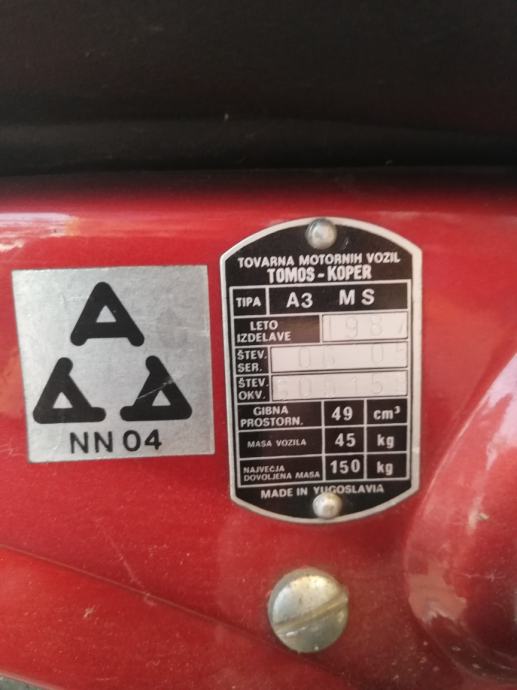 A
A A
NN 04
TOVARNA MOTORNIH VOZIL
TOMOS - KOPER
TIPA A3 MS
LETO
IZDELAVE 1987
ŠTEV.
SER.
ŠTEV.
OKV.
GIBNA
PROSTORN. 49 cm³
MASA VOZILA 45 kg
NAJVEČJA
DOVOLJENA MASA 150 kg
MADE IN YUGOSLAVIA